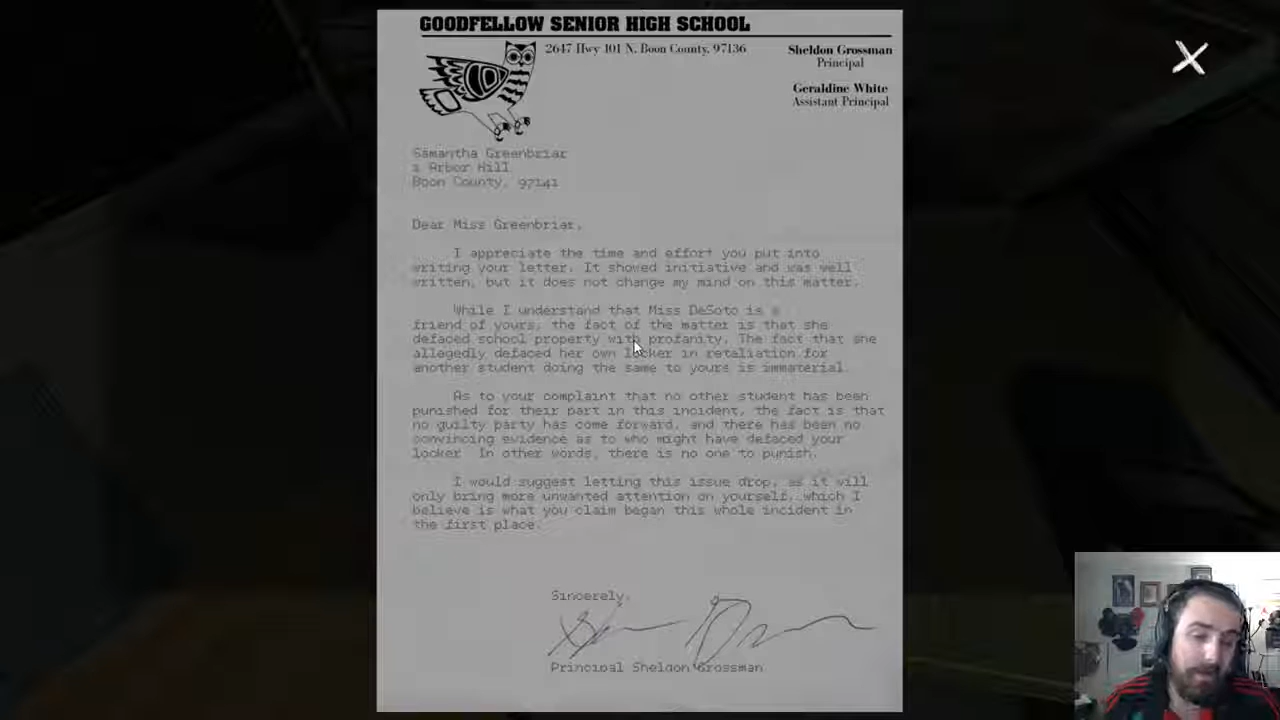 GOODFELLOW SENIOR HIGH SCHOOL
2647 Hwy 101 N. Boon County, 97136
Sheldon Grossman
Principal
Geraldine White
Assistant Principal
Samantha Greenbriar
1 Arbor Hill
Boon County, 97141
Dear Miss Greenbriar,
I appreciate the time and effort you put into
writing your letter. It showed initiative and was well
written, but it does not change my mind on this matter.
While I understand that Miss DeSoto is a
friend of yours, the fact of the matter is that she
defaced school property with profanity. The fact that she
allegedly defaced her own locker in retaliation for
another student doing the same to yours is immaterial
As to your complaint that no other student has been
punished for their part in this incident, the fact is that
no guilty party has come forward, and there has been no
convincing evidence as to who might have defaced your
locker In other words, there is no one to punish.
I would suggest letting this issue drop, as it will
only bring more unwanted attention on yourself, which I
believe is what you claim began this whole incident in
the first place.
Sincerely,
Principal Sheldon Grossman